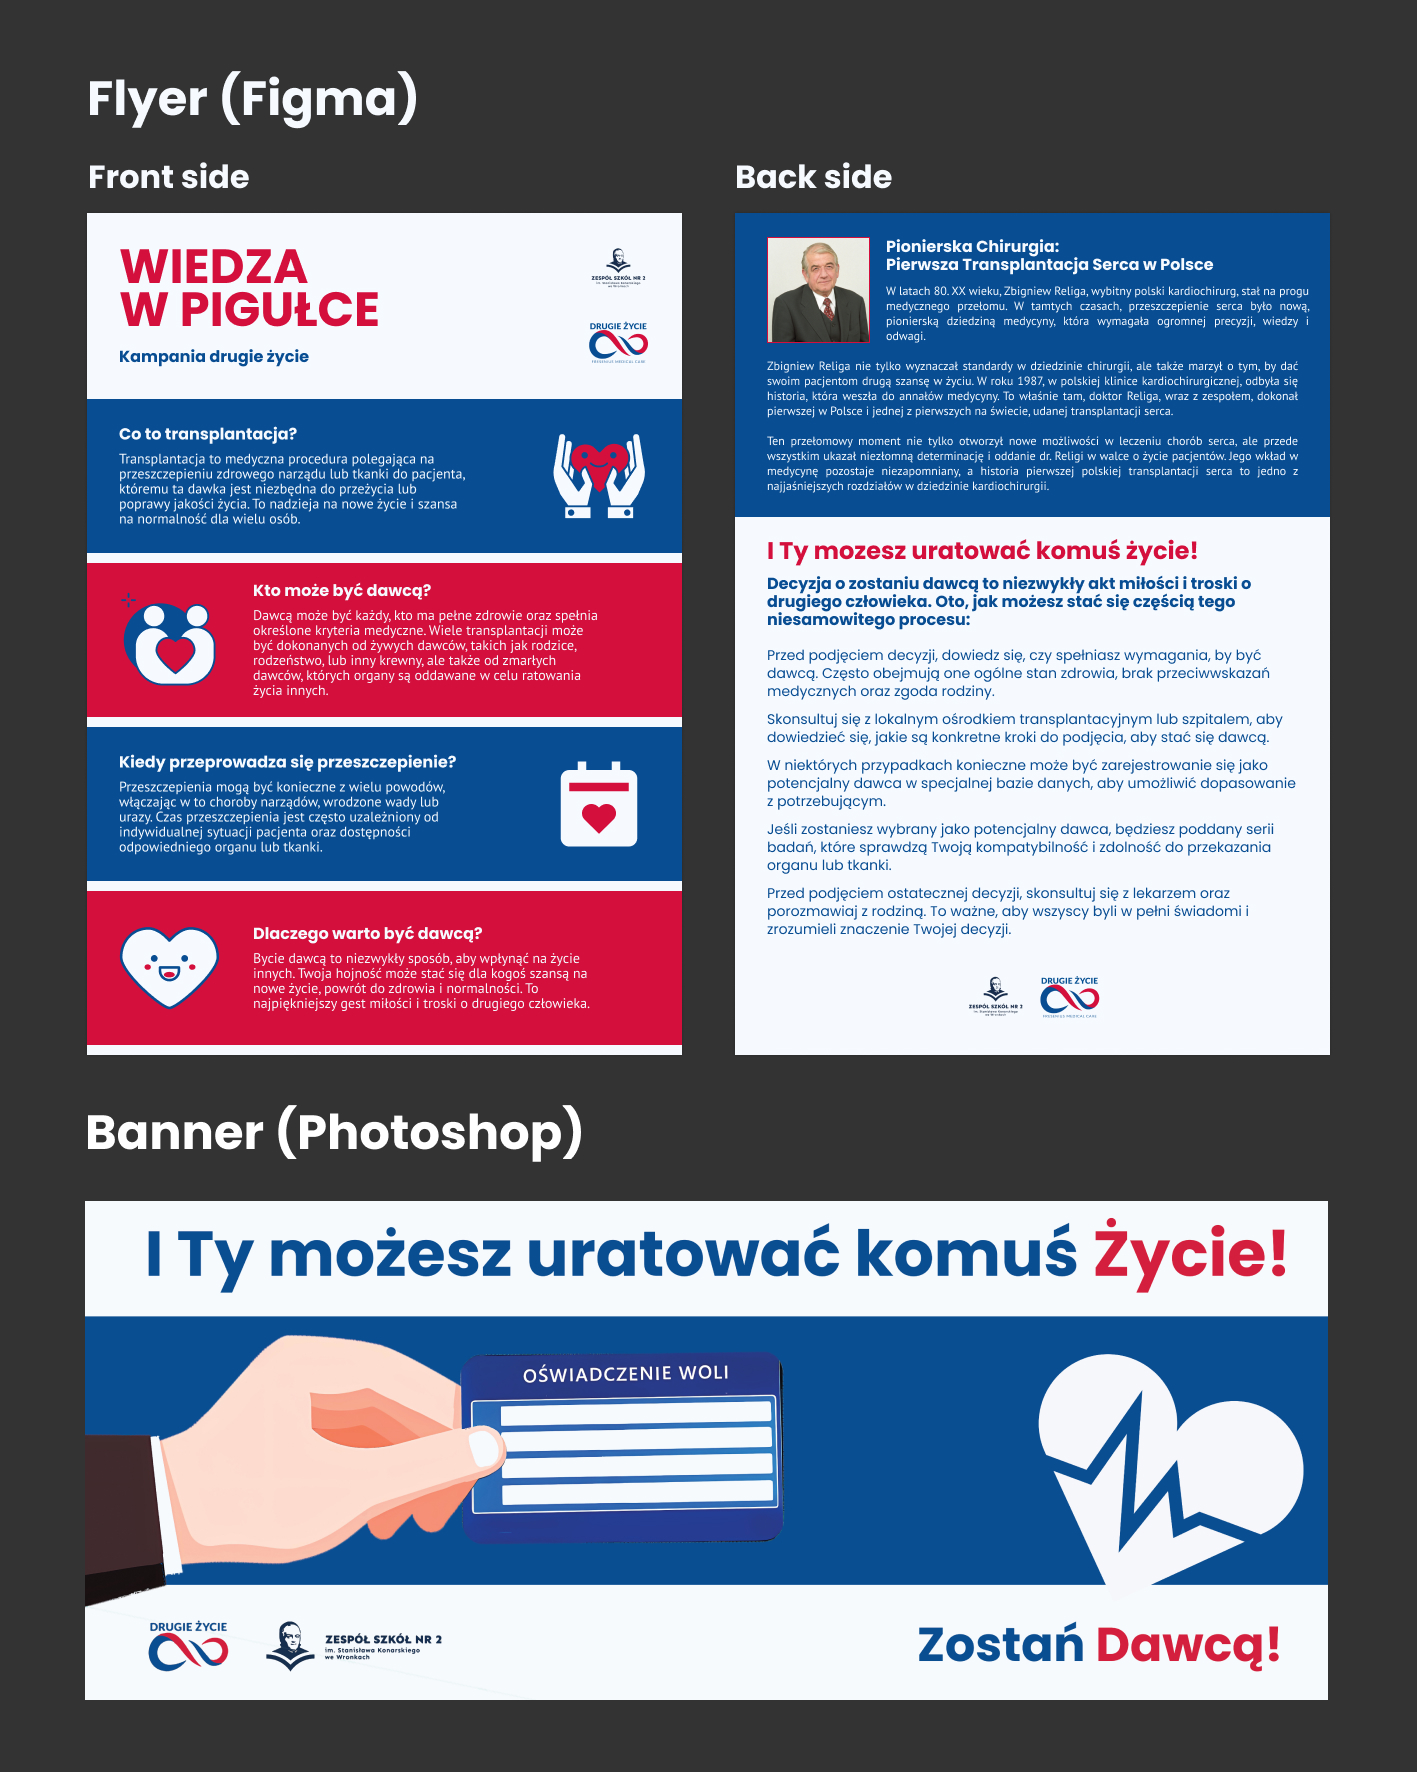 Flyer (Figma)
Front side
WIEDZA
W PIGUŁCE
Kampania drugie życie
ZESPÓŁ SZKÓŁ NR 2
im. Stanisława Konarskiego
we Wronkach
DRUGIE ŻYCIE
FRESENIUS MEDICAL CARE
Co to transplantacja?
Transplantacja to medyczna procedura polegająca na
przeszczepieniu zdrowego narządu lub tkanki do pacjenta,
któremu ta dawka jest niezbędna do przeżycia lub
poprawy jakości życia. To nadzieja na nowe życie i szansa
na normalność dla wielu osób.
Kto może być dawcą?
Dawcą może być każdy, kto ma pełne zdrowie oraz spełnia
określone kryteria medyczne. Wiele transplantacji może
być dokonanych od żywych dawców, takich jak rodzice,
rodzeństwo, lub inny krewny, ale także od zmarłych
dawców, których organy są oddawane w celu ratowania
życia innych.
Kiedy przeprowadza się przeszczepienie?
Przeszczepienia mogą być konieczne z wielu powodów,
włączając w to choroby narządów, wrodzone wady lub
urazy. Czas przeszczepienia jest często uzależniony od
indywidualnej sytuacji pacjenta oraz dostępności
odpowiedniego organu lub tkanki.
Dlaczego warto być dawcą?
Bycie dawcą to niezwykły sposób, aby wpłynąć na życie
innych. Twoja hojność może stać się dla kogoś szansą na
nowe życie, powrót do zdrowia i normalności. To
najpiękniejszy gest miłości i troski o drugiego człowieka.
Back side
Pionierska Chirurgia:
Pierwsza Transplantacja Serca w Polsce
W latach 80. XX wieku, Zbigniew Religa, wybitny polski kardiochirurg, stał na progu
medycznego przełomu. W tamtych czasach, przeszczepienie serca było nową,
pionierską dziedziną medycyny, która wymagała ogromnej precyzji, wiedzy i
odwagi.
Zbigniew Religa nie tylko wyznaczał standardy w dziedzinie chirurgii, ale także marzył o tym, by dać
swoim pacjentom drugą szansę w życiu. W roku 1987, w polskiej klinice kardiochirurgicznej, odbyła się
historia, która weszła do annałów medycyny. To właśnie tam, doktor Religa, wraz z zespołem, dokonał
pierwszej w Polsce i jednej z pierwszych na świecie, udanej transplantacji serca.
Ten przełomowy moment nie tylko otworzył nowe możliwości w leczeniu chorób serca, ale przede
wszystkim ukazał niezłomną determinację i oddanie dr. Religi w walce o życie pacjentów. Jego wkład w
medycynę pozostaje niezapomniany, a historia pierwszej polskiej transplantacji serca to jedno z
najjaśniejszych rozdziałów w dziedzinie kardiochirurgii.
I Ty mozesz uratować komuś życie!
Decyzja o zostaniu dawcą to niezwykły akt miłości i troski o
drugiego człowieka. Oto, jak możesz stać się częścią tego
niesamowitego procesu:
Przed podjęciem decyzji, dowiedz się, czy spełniasz wymagania, by być
dawcą. Często obejmują one ogólne stan zdrowia, brak przeciwwskazań
medycznych oraz zgoda rodziny.
Skonsultuj się z lokalnym ośrodkiem transplantacyjnym lub szpitalem, aby
dowiedzieć się, jakie są konkretne kroki do podjęcia, aby stać się dawcą.
W niektórych przypadkach konieczne może być zarejestrowanie się jako
potencjalny dawca w specjalnej bazie danych, aby umożliwić dopasowanie
z potrzebującym.
Jeśli zostaniesz wybrany jako potencjalny dawca, będziesz poddany serii
badań, które sprawdzą Twoją kompatybilność i zdolność do przekazania
organu lub tkanki.
Przed podjęciem ostatecznej decyzji, skonsultuj się z lekarzem oraz
porozmawiaj z rodziną. To ważne, aby wszyscy byli w pełni świadomi i
zrozumieli znaczenie Twojej decyzji.
ZESPÓŁ SZKÓŁ NR 2
im. Stanisława Konarskiego
we Wronkach
DRUGIE ŻYCIE
FRESENIUS MEDICAL CARE
Banner (Photoshop)
I Ty możesz uratować komuś Życie!
OŚWIADCZENIE WOLI
DRUGIE ŻYCIE
ZESPÓŁ SZKÓŁ NR 2
im. Stanisława Konarskiego
we Wronkach
Zostań Dawcą!